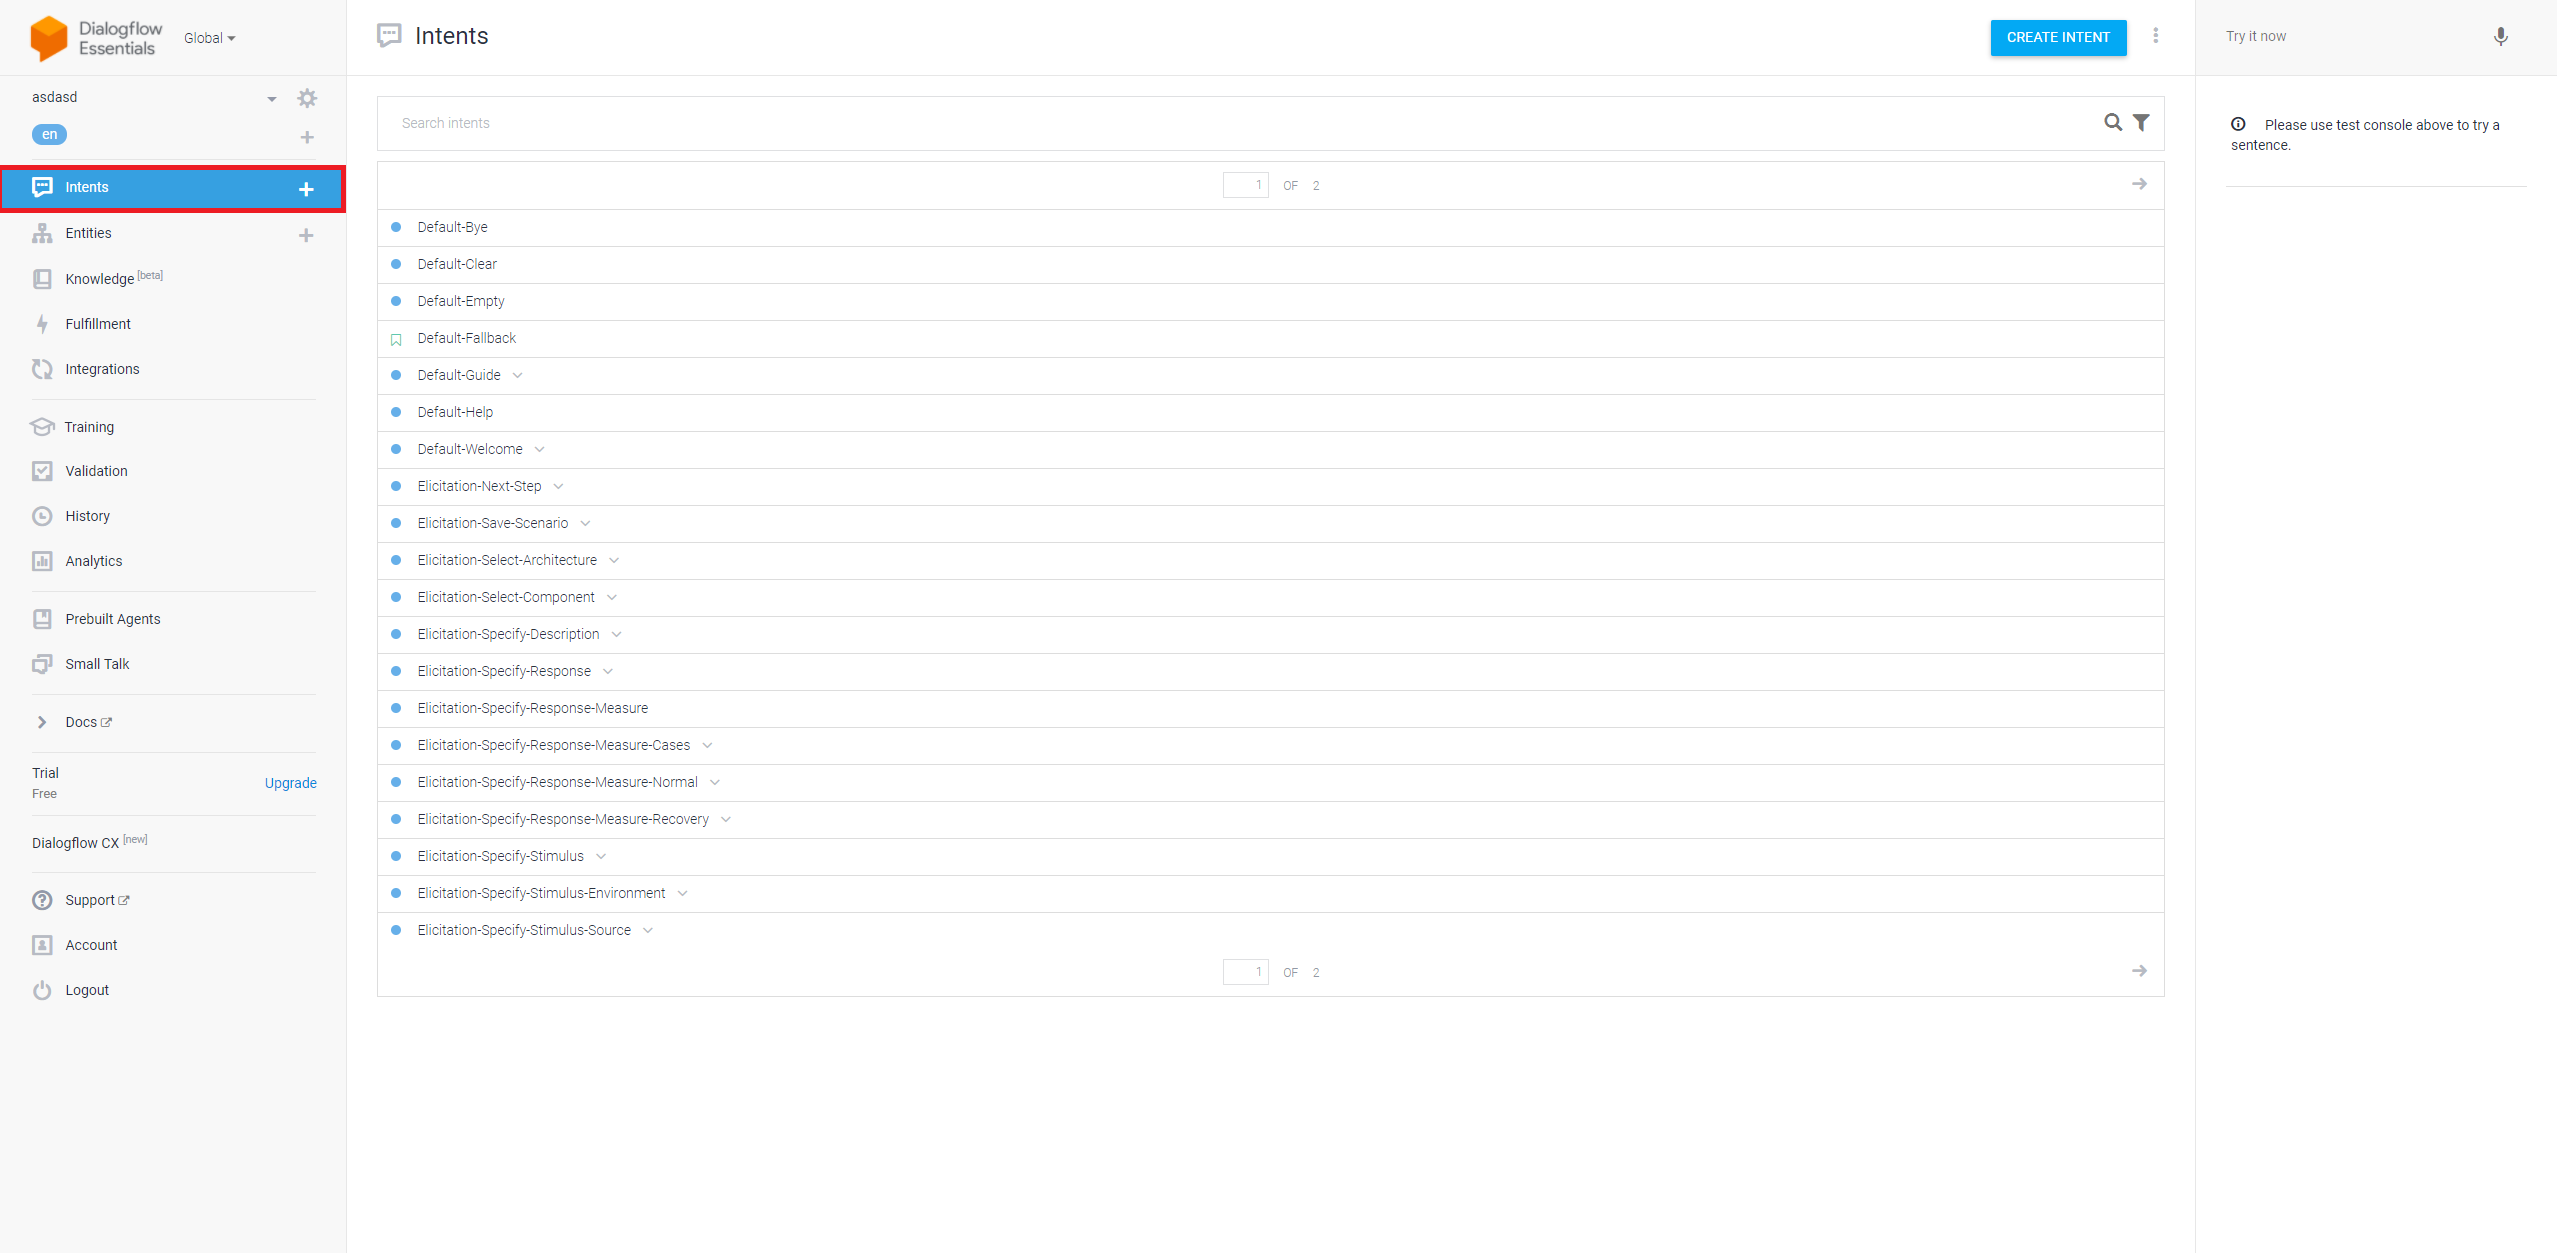 Dialogflow
Essentials
Global
asdasd
en
Intents
Entities
Knowledge [beta]
Fulfillment
Integrations
Training
Validation
History
Analytics
Prebuilt Agents
Small Talk
Docs
Trial
Free
Upgrade
Dialogflow CX [new]
Support
Account
Logout
Intents
CREATE INTENT
Search intents
1 OF 2
Default-Bye
Default-Clear
Default-Empty
Default-Fallback
Default-Guide
Default-Help
Default-Welcome
Elicitation-Next-Step
Elicitation-Save-Scenario
Elicitation-Select-Architecture
Elicitation-Select-Component
Elicitation-Specify-Description
Elicitation-Specify-Response
Elicitation-Specify-Response-Measure
Elicitation-Specify-Response-Measure-Cases
Elicitation-Specify-Response-Measure-Normal
Elicitation-Specify-Response-Measure-Recovery
Elicitation-Specify-Stimulus
Elicitation-Specify-Stimulus-Environment
Elicitation-Specify-Stimulus-Source
1 OF 2
Try it now
Please use test console above to try a
sentence.